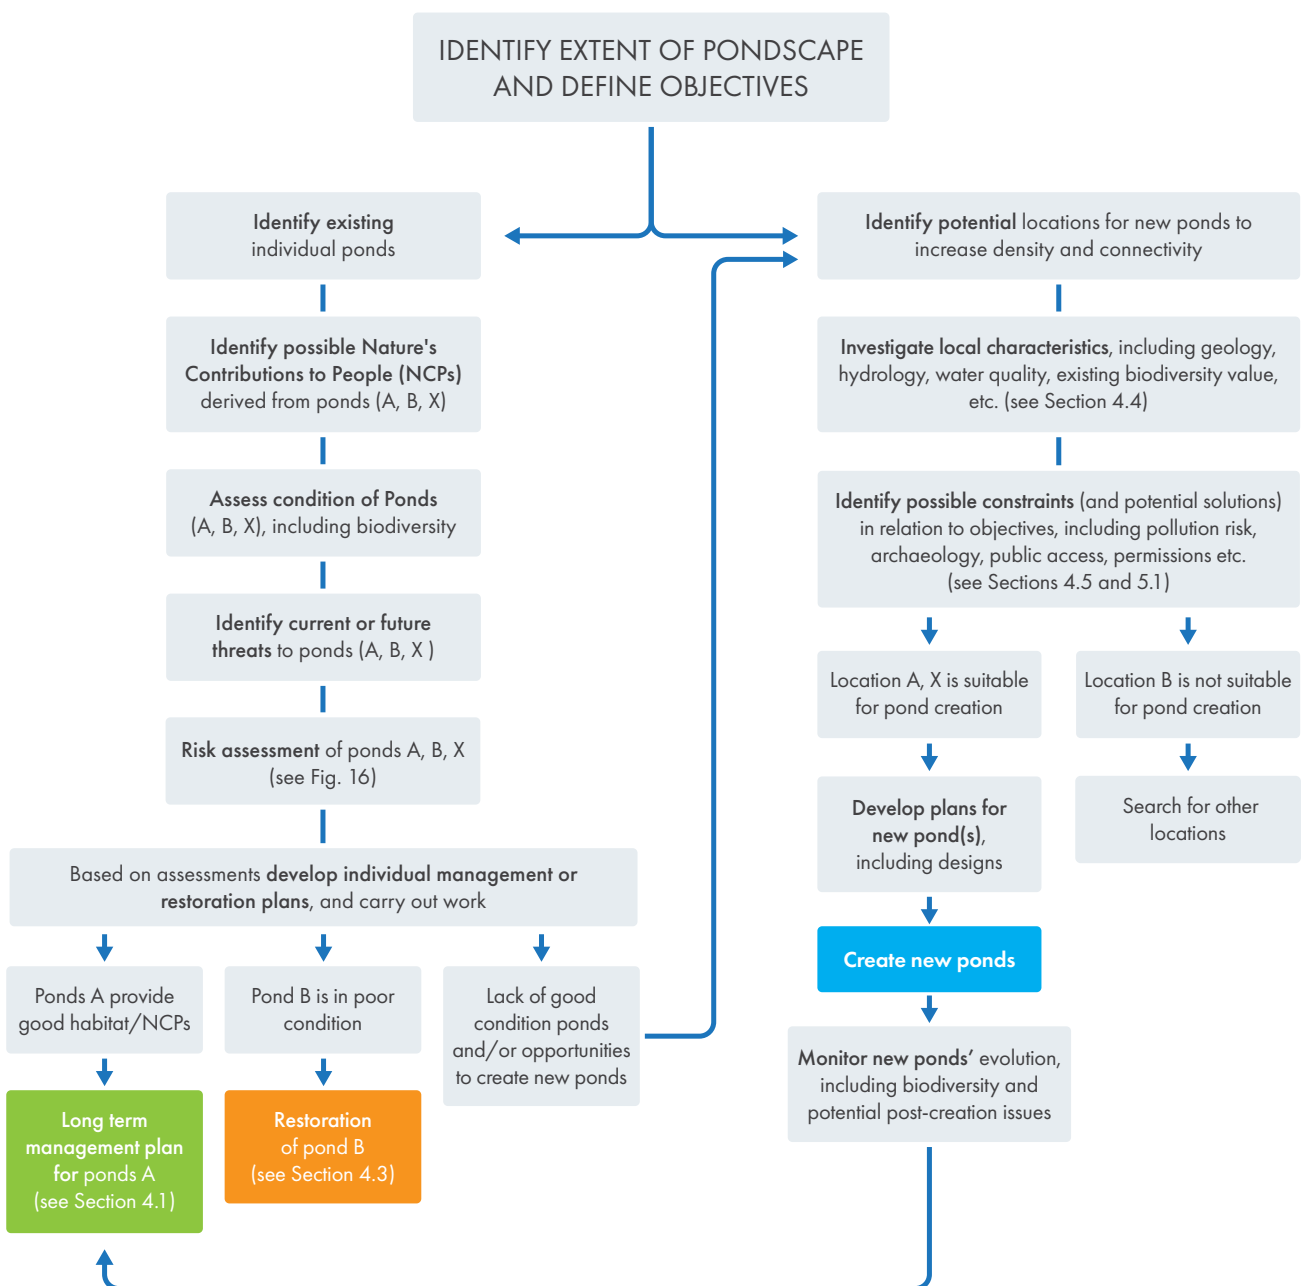 IDENTIFY EXTENT OF PONDSCAPE
AND DEFINE OBJECTIVES
Identify existing
individual ponds
Identify possible Nature's
Contributions to People (NCPs)
derived from ponds (A, B, X)
Assess condition of Ponds
(A, B, X), including biodiversity
Identify current or future
threats to ponds (A, B, X )
Risk assessment of ponds A, B, X
(see Fig. 16)
Based on assessments develop individual management or
restoration plans, and carry out work
Ponds A provide
good habitat/NCPs
Long term
management plan
for ponds A
(see Section 4.1)
Pond B is in poor
condition
Restoration
of pond B
(see Section 4.3)
Lack of good
condition ponds
and/or opportunities
to create new ponds
Identify potential locations for new ponds to
increase density and connectivity
Investigate local characteristics, including geology,
hydrology, water quality, existing biodiversity value,
etc. (see Section 4.4)
Identify possible constraints (and potential solutions)
in relation to objectives, including pollution risk,
archaeology, public access, permissions etc.
(see Sections 4.5 and 5.1)
Location A, X is suitable
for pond creation
Develop plans for
new pond(s),
including designs
Create new ponds
Monitor new ponds' evolution,
including biodiversity and
potential post-creation issues
Location B is not suitable
for pond creation
Search for other
locations